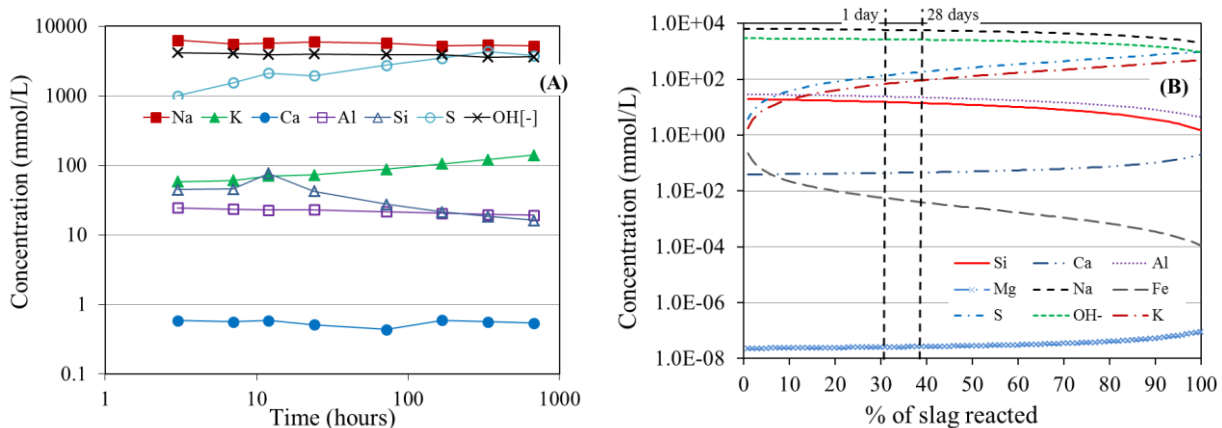 10000
1000
100
10
1
0.1
Concentration (mmol/L)
(A)
Na K Ca Al Si S OH[-]
1 10 100 1000
Time (hours)
1 day 28 days
1.0E+04
1.0E+02
1.0E+00
1.0E-02
1.0E-04
1.0E-06
1.0E-08
Concentration (mmol/L)
(B)
Si Ca Al
Mg Na Fe
S OH- K
0 10 20 30 40 50 60 70 80 90 100
% of slag reacted